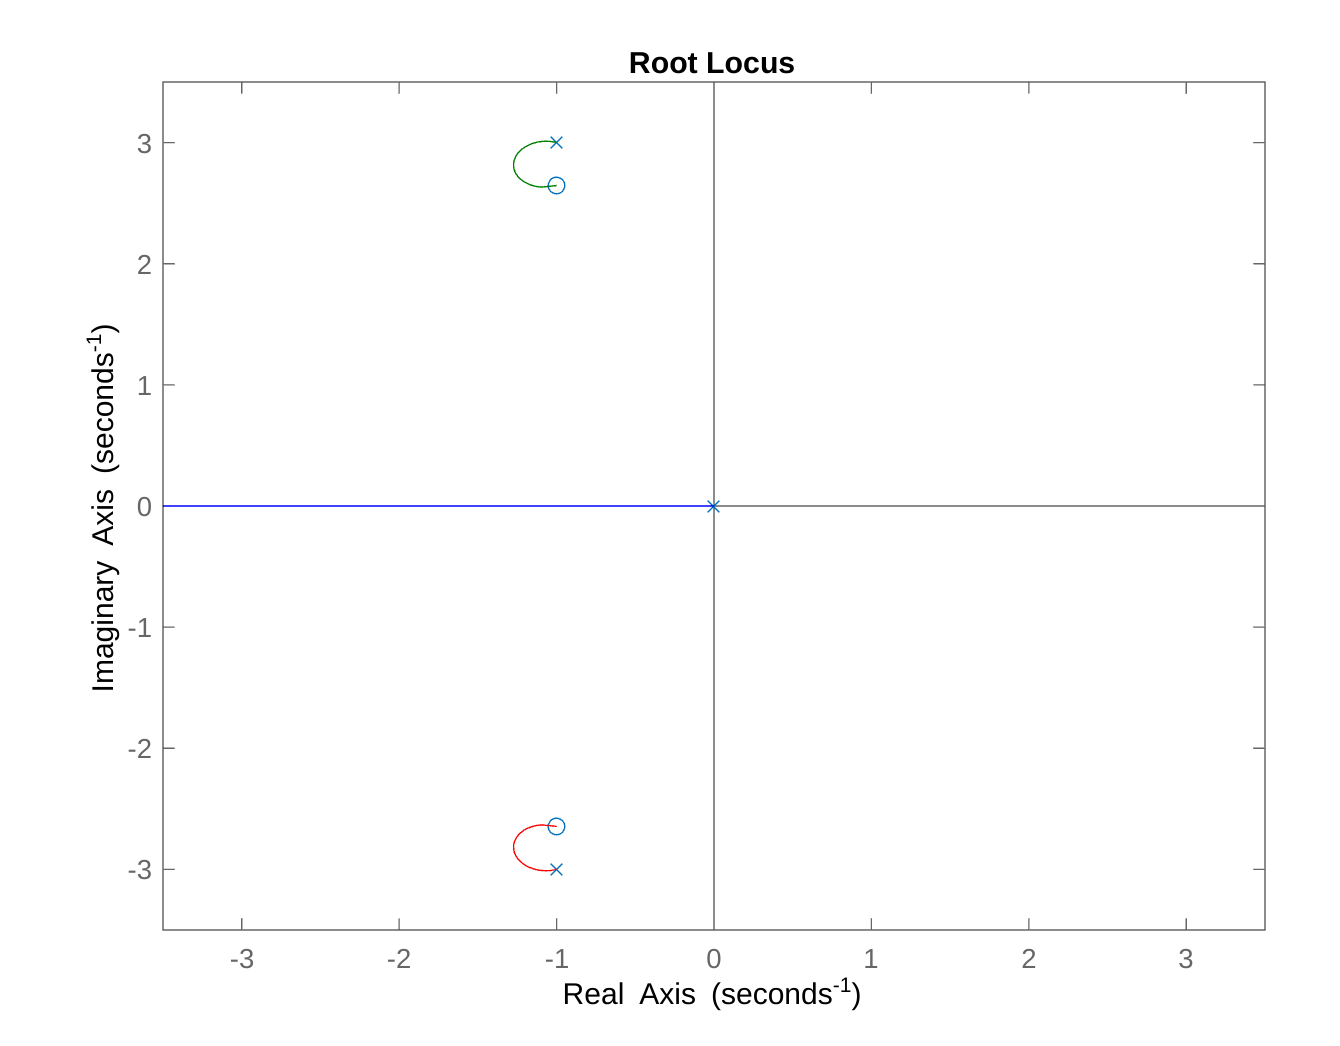 Root Locus
3
2
1
0
-1
-2
-3
Imaginary Axis (seconds⁻¹)
-3 -2 -1 0 1 2 3
Real Axis (seconds⁻¹)